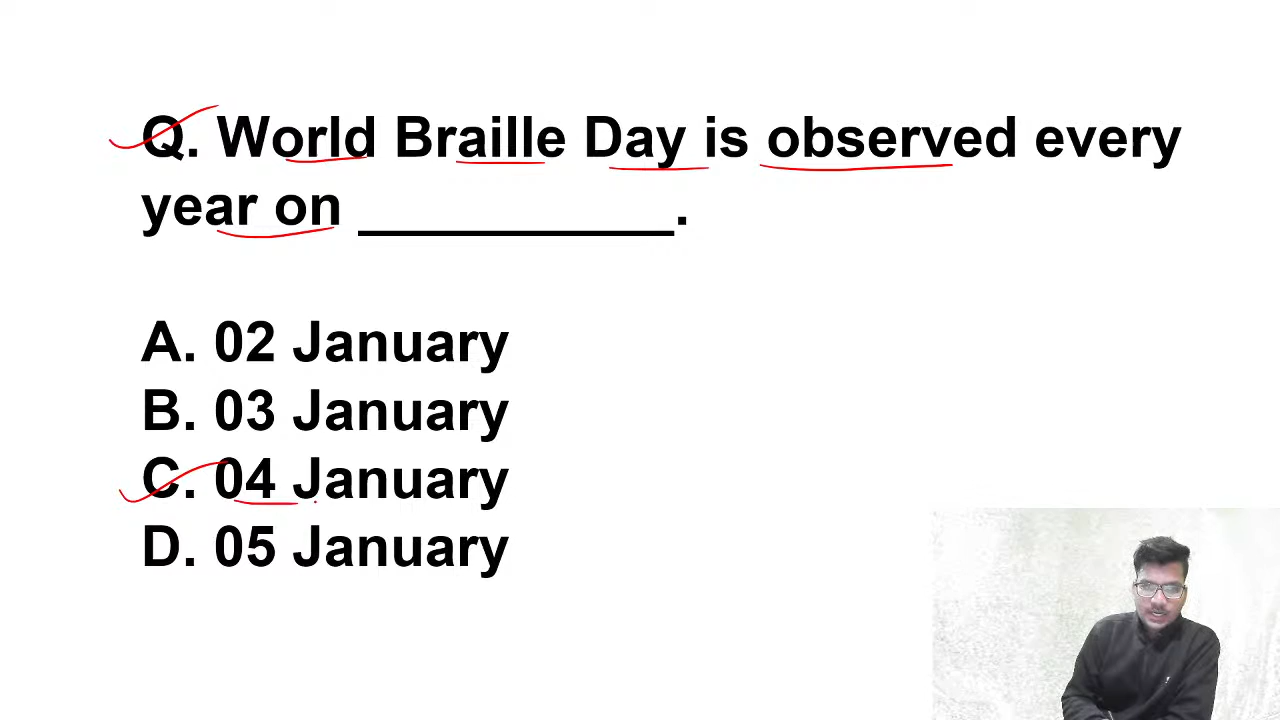 Q. World Braille Day is observed every
year on ___________.
A. 02 January
B. 03 January
C. 04 January
D. 05 January